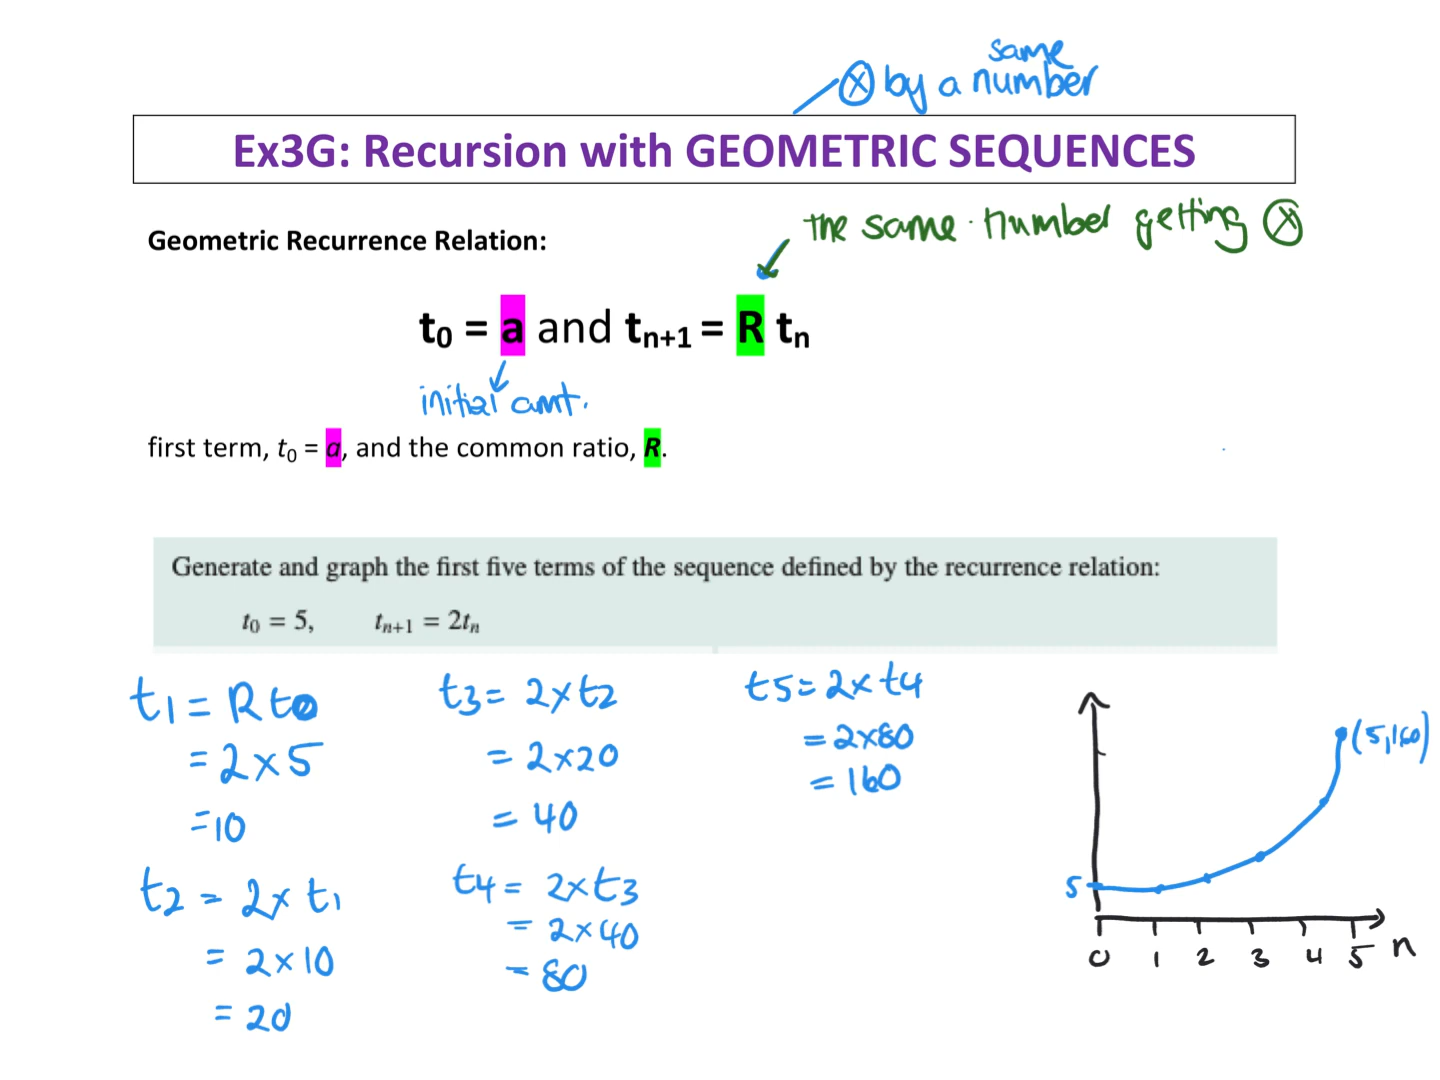 same
ⓧ by a number
Ex3G: Recursion with GEOMETRIC SEQUENCES
the same number getting ⓧ
Geometric Recurrence Relation:
t₀ = a and tₙ₊₁ = R tₙ
initial amt.
first term, t₀ = a, and the common ratio, R.
Generate and graph the first five terms of the sequence defined by the recurrence relation:
t₀ = 5, tₙ₊₁ = 2tₙ
t1 = R t0
= 2 × 5
= 10
t2 = 2 × t1
= 2 × 10
= 20
t3 = 2 × t2
= 2 × 20
= 40
t4 = 2 × t3
= 2 × 40
= 80
t5 = 2 × t4
= 2 × 80
= 160
(5,160)
5
0 1 2 3 4 5 n